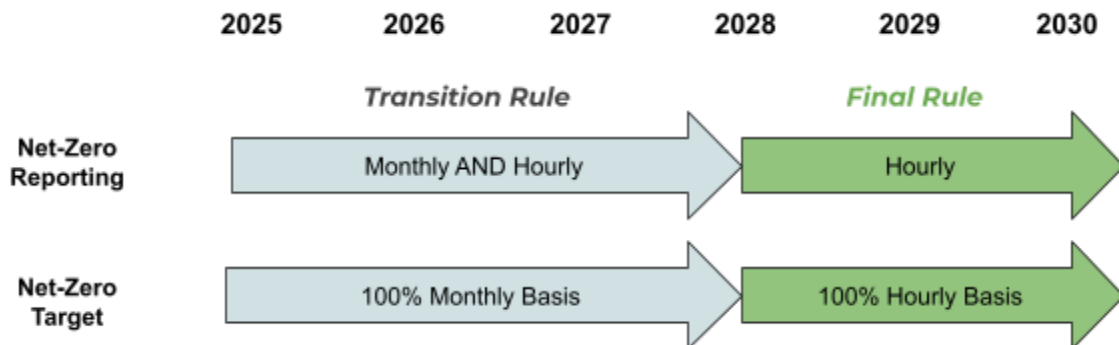 2025 2026 2027 2028 2029 2030
Transition Rule Final Rule
Net-Zero
Reporting
Monthly AND Hourly Hourly
Net-Zero
Target
100% Monthly Basis 100% Hourly Basis